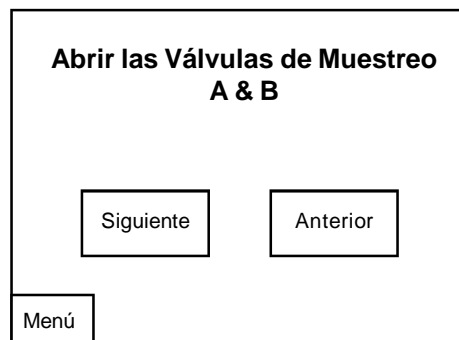 Abrir las Válvulas de Muestreo
A & B
Siguiente
Anterior
Menú